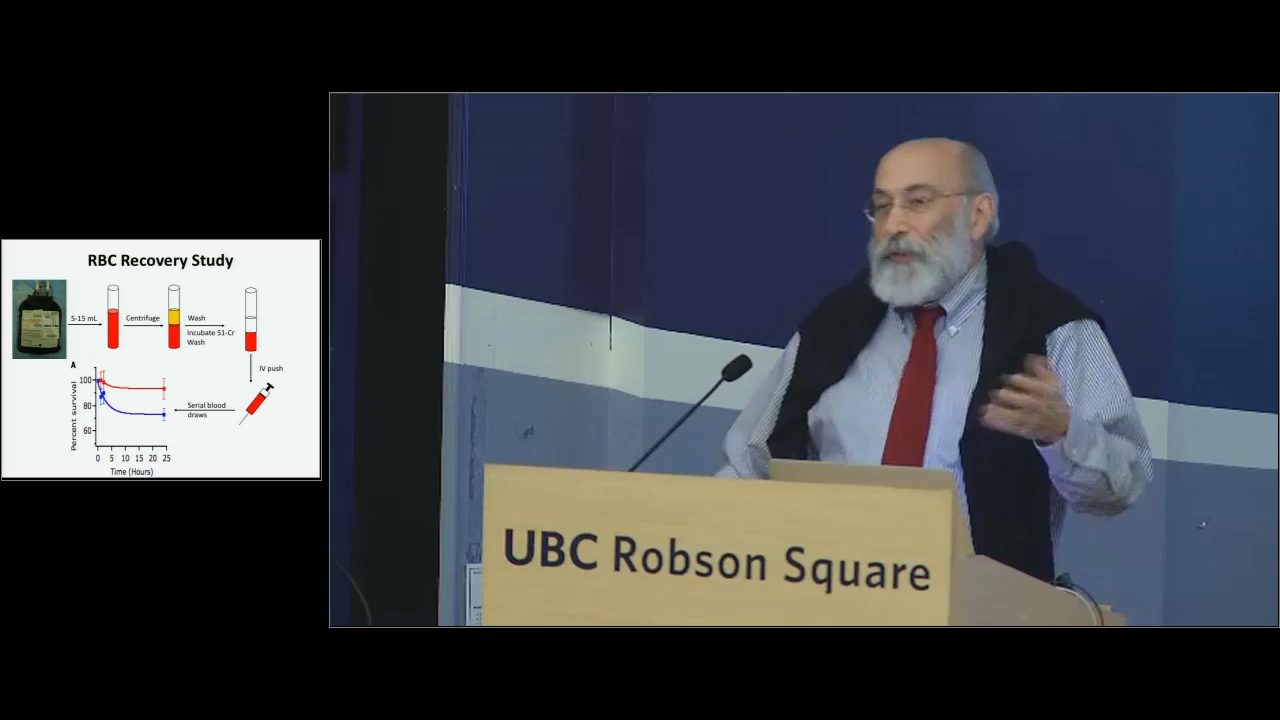 RBC Recovery Study
5-15 mL
Centrifuge
Wash
Incubate 51-Cr
Wash
IV push
Serial blood
draws
A
Percent survival
100
80
60
0 5 10 15 20 25
Time (Hours)
UBC Robson Square